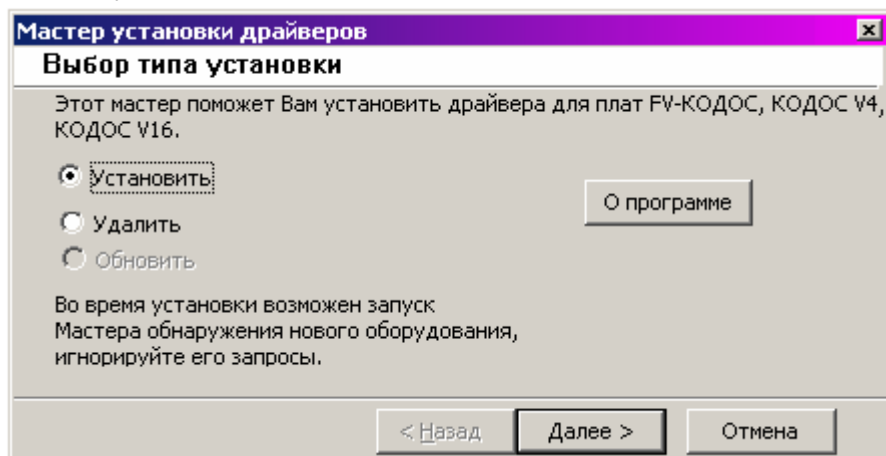 Мастер установки драйверов
Выбор типа установки
Этот мастер поможет Вам установить драйвера для плат FV-КОДОС, КОДОС V4,
КОДОС V16.
Установить
О программе
Удалить
Обновить
Во время установки возможен запуск
Мастера обнаружения нового оборудования,
игнорируйте его запросы.
< Назад
Далее >
Отмена